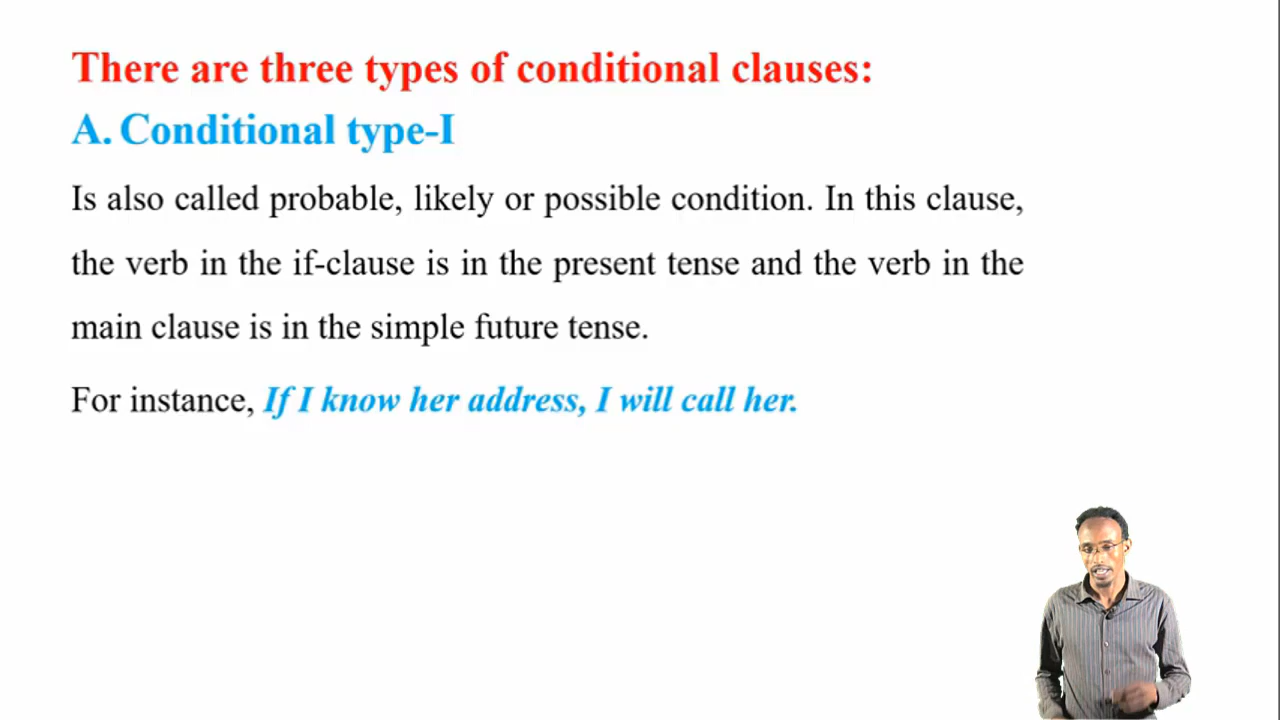 There are three types of conditional clauses:
A. Conditional type-I
Is also called probable, likely or possible condition. In this clause,
the verb in the if-clause is in the present tense and the verb in the
main clause is in the simple future tense.
For instance, If I know her address, I will call her.